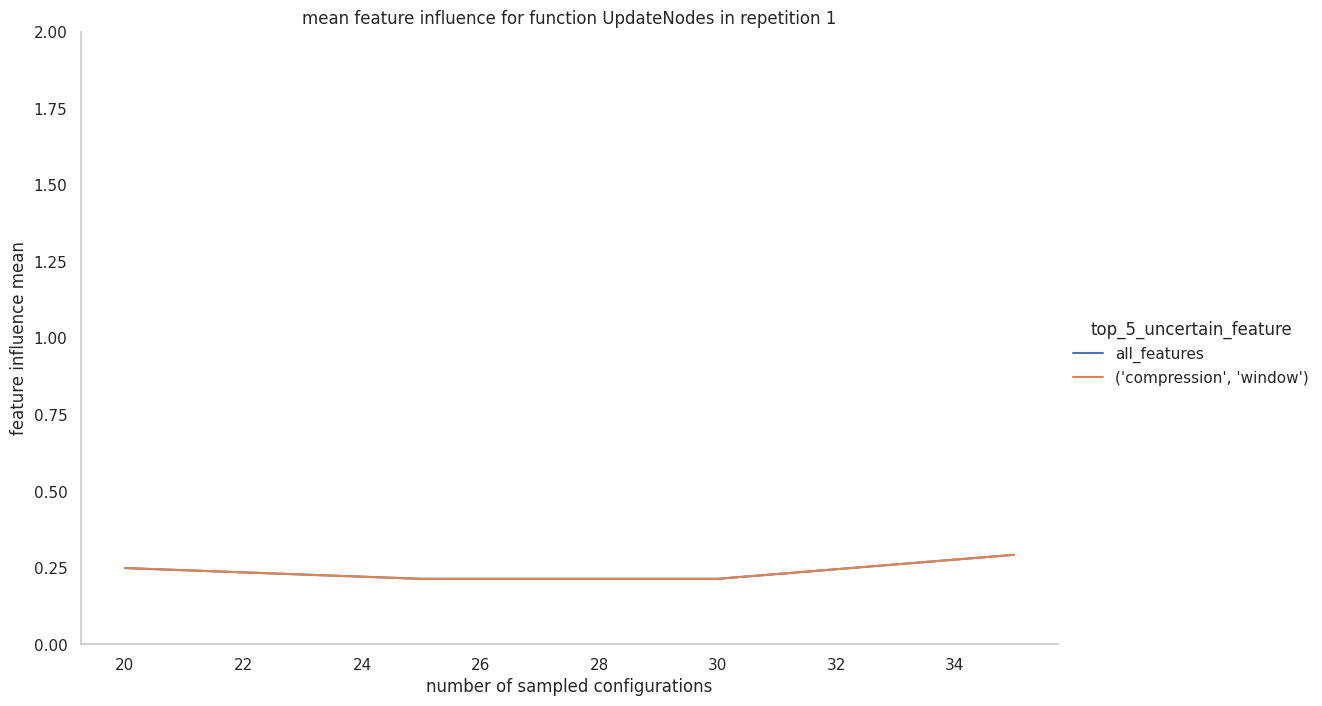 mean feature influence for function UpdateNodes in repetition 1
2.00
1.75
1.50
1.25
1.00
0.75
0.50
0.25
0.00
feature influence mean
20 22 24 26 28 30 32 34
number of sampled configurations
top_5_uncertain_feature
all_features
('compression', 'window')